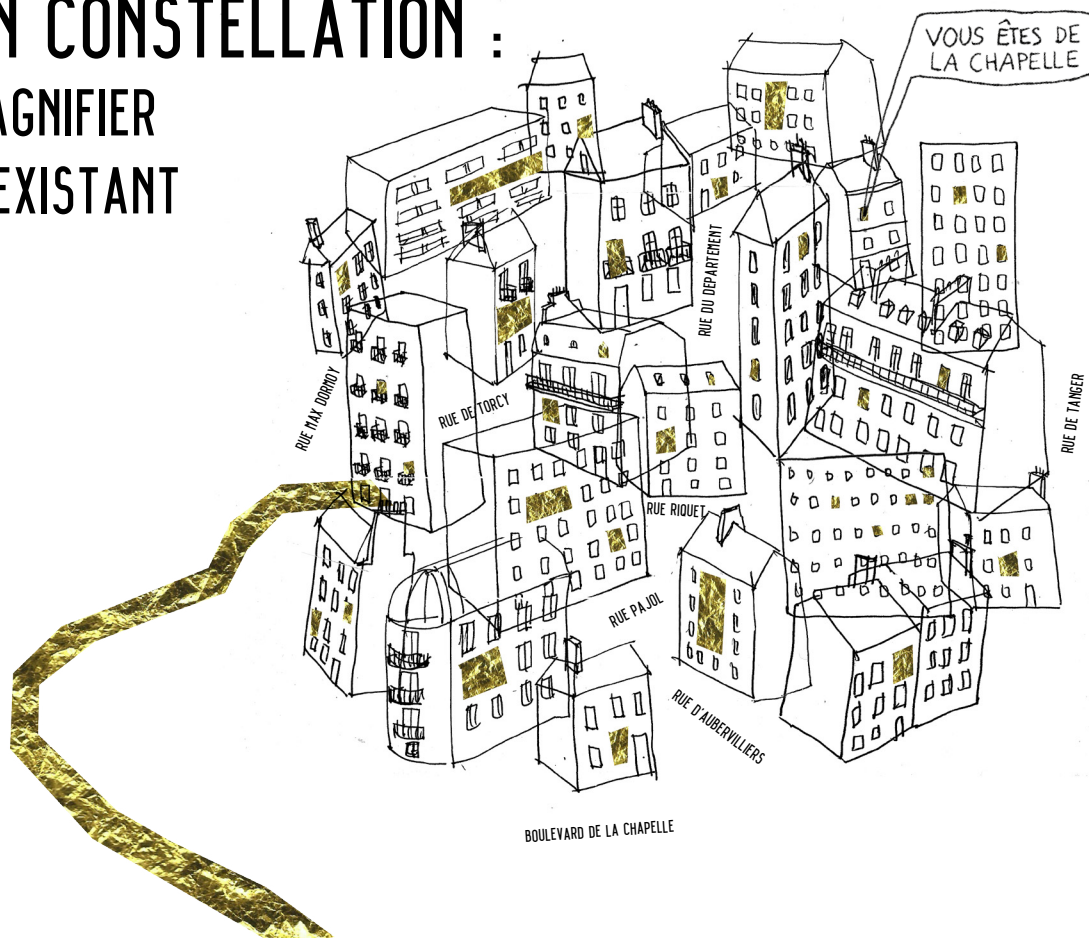 N CONSTELLATION :
AGNIFIER
EXISTANT
VOUS ÊTES DE
LA CHAPELLE
RUE DU DEPARTEMENT
RUE MAX DORMOY
RUE DE TORCY
RUE DE TANGER
RUE RIQUET
RUE PAJOL
RUE D'AUBERVILLIERS
BOULEVARD DE LA CHAPELLE